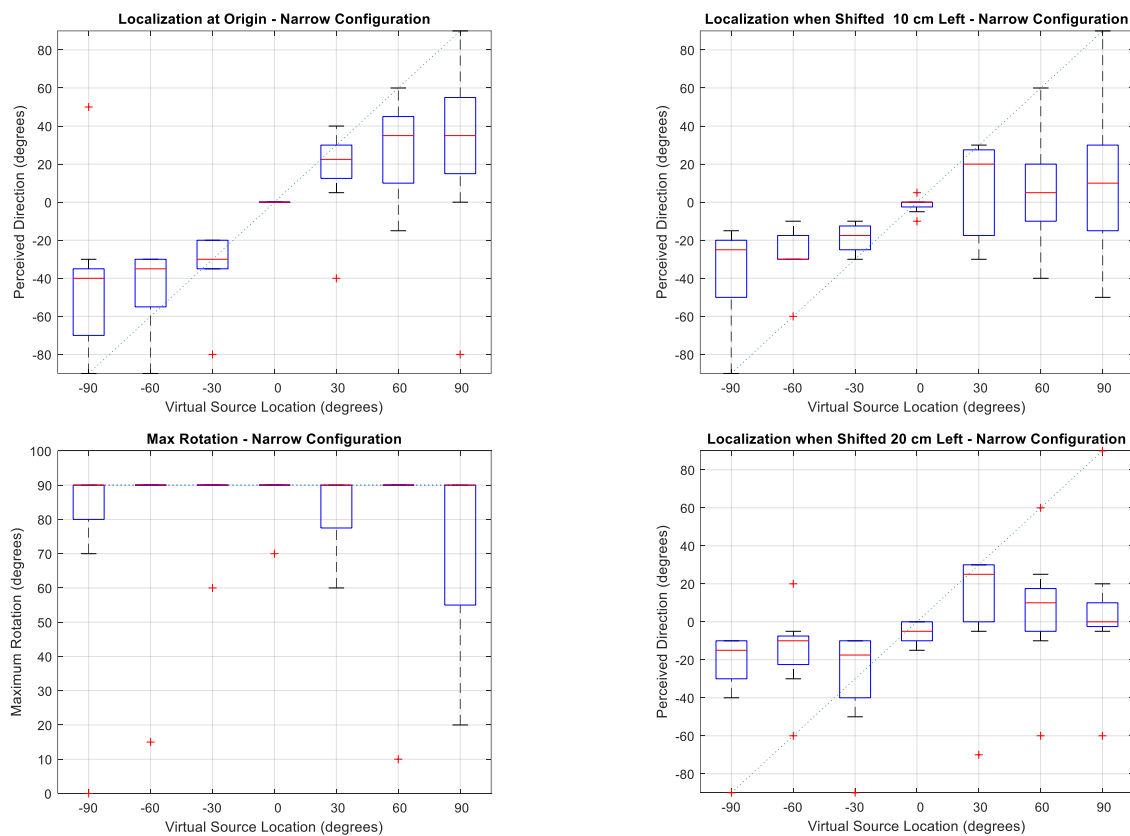 Localization at Origin - Narrow Configuration
80
60
40
20
0
-20
-40
-60
-80
Perceived Direction (degrees)
-90 -60 -30 0 30 60 90
Virtual Source Location (degrees)
Localization when Shifted  10 cm Left - Narrow Configuration
80
60
40
20
0
-20
-40
-60
-80
Perceived Direction (degrees)
-90 -60 -30 0 30 60 90
Virtual Source Location (degrees)
Max Rotation - Narrow Configuration
100
90
80
70
60
50
40
30
20
10
0
Maximum Rotation (degrees)
-90 -60 -30 0 30 60 90
Virtual Source Location (degrees)
Localization when Shifted 20 cm Left - Narrow Configuration
80
60
40
20
0
-20
-40
-60
-80
Perceived Direction (degrees)
-90 -60 -30 0 30 60 90
Virtual Source Location (degrees)